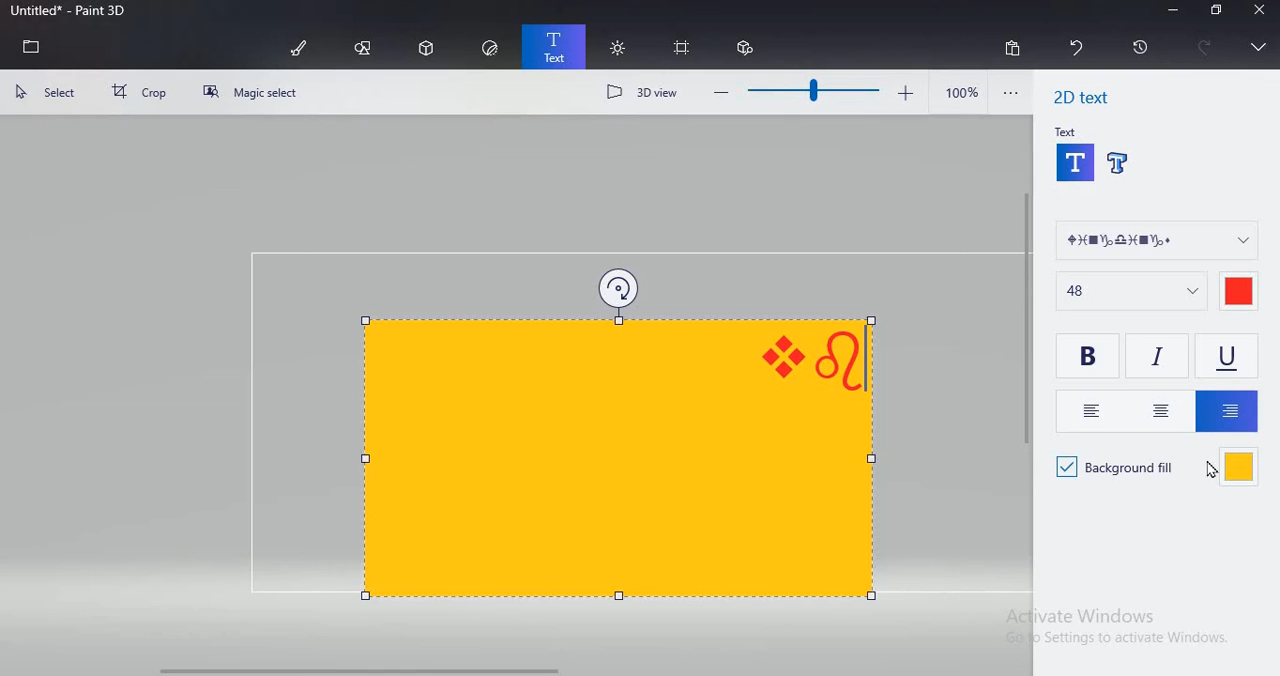 Untitled* - Paint 3D
Text
Select
Crop
Magic select
3D view
100%
2D text
Text
T
T
⌖♓■♑♎♓■♑⬧
48
B
I
U
Background fill
❖♌
Activate Windows
Go to Settings to activate Windows.